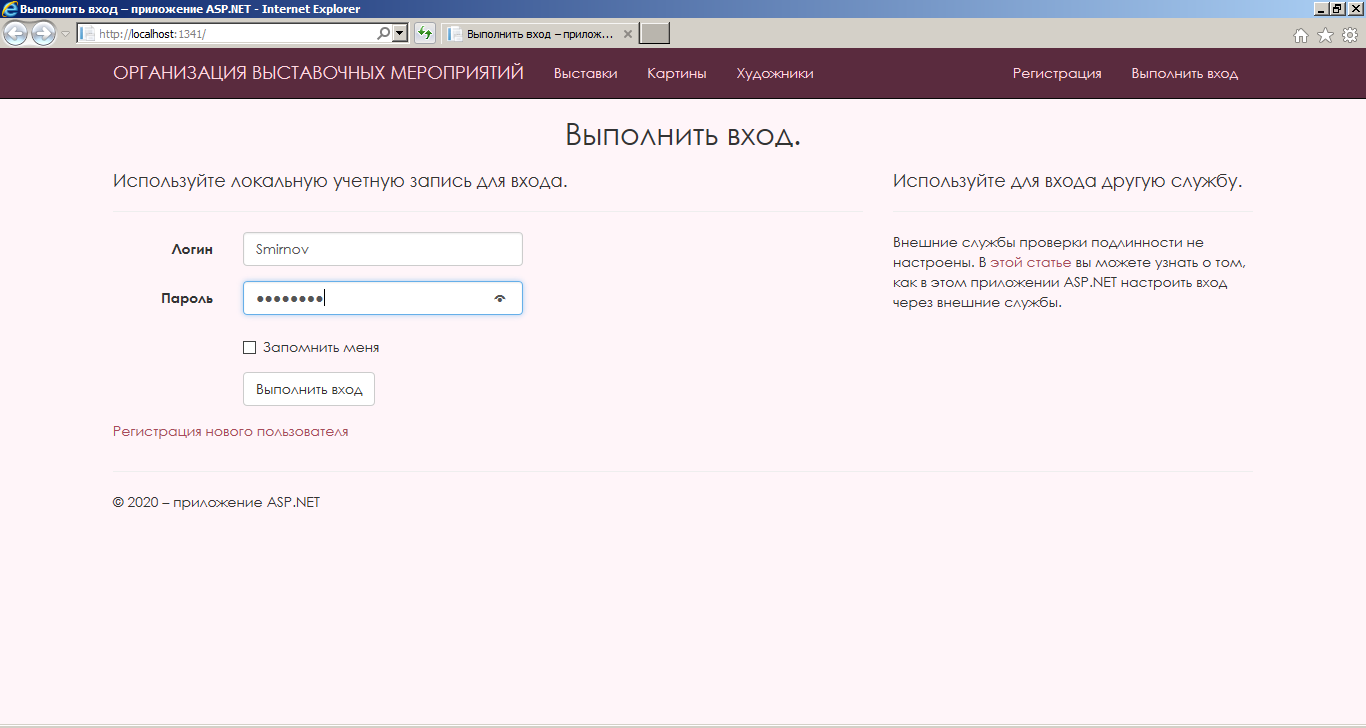 Выполнить вход – приложение ASP.NET - Internet Explorer
http://localhost:1341/
Выполнить вход – прилож...
ОРГАНИЗАЦИЯ ВЫСТАВОЧНЫХ МЕРОПРИЯТИЙ
Выставки
Картины
Художники
Регистрация
Выполнить вход
Выполнить вход.
Используйте локальную учетную запись для входа.
Логин
Smirnov
Пароль
Запомнить меня
Выполнить вход
Регистрация нового пользователя
Используйте для входа другую службу.
Внешние службы проверки подлинности не
настроены. В этой статье вы можете узнать о том,
как в этом приложении ASP.NET настроить вход
через внешние службы.
© 2020 – приложение ASP.NET